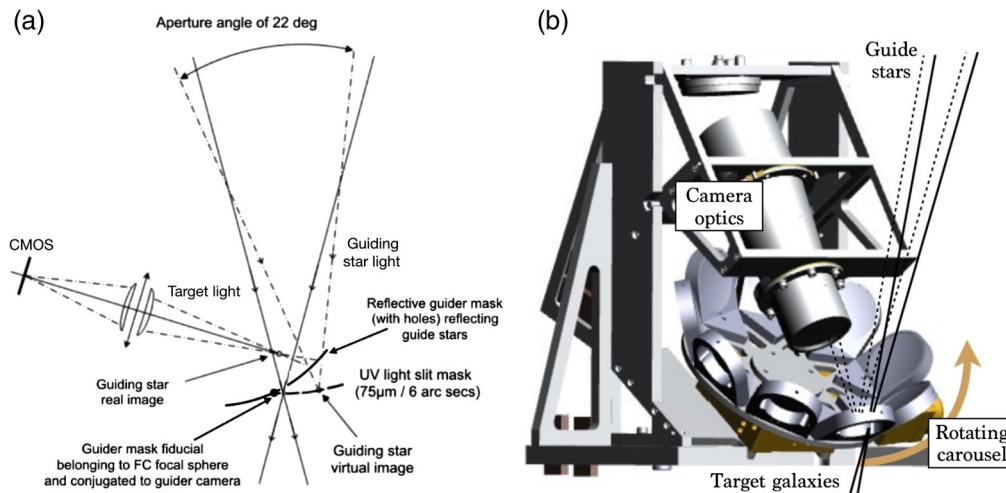 (a)
Aperture angle of 22 deg
CMOS
Target light
Guiding
star light
Reflective guider mask
(with holes) reflecting
guide stars
Guiding star
real image
UV light slit mask
(75μm / 6 arc secs)
Guider mask fiducial
belonging to FC focal sphere
and conjugated to guider camera
Guiding star
virtual image
(b)
Guide
stars
Camera
optics
Rotating
carousel
Target galaxies